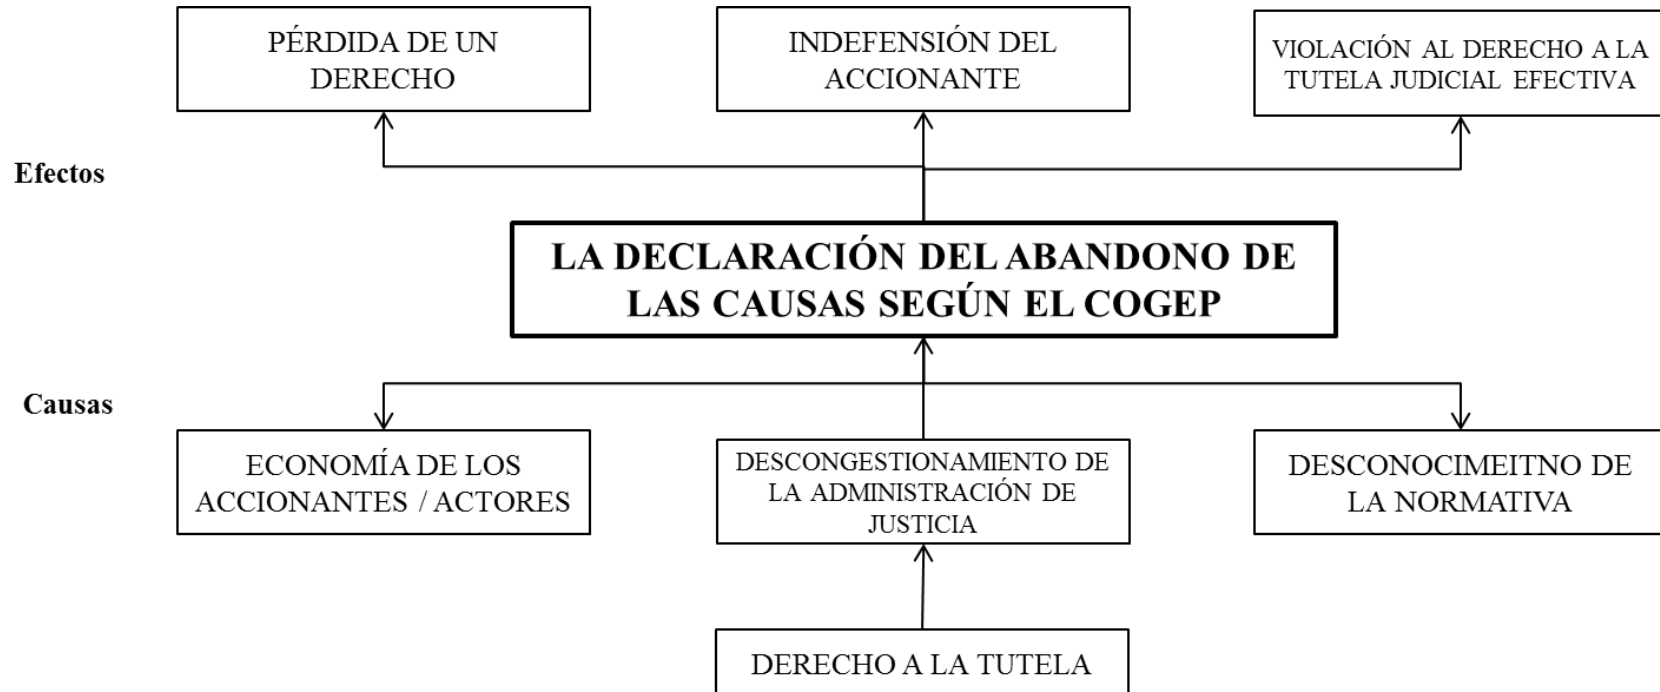 PÉRDIDA DE UN
DERECHO
INDEFENSIÓN DEL
ACCIONANTE
VIOLACIÓN AL DERECHO A LA
TUTELA JUDICIAL EFECTIVA
Efectos
LA DECLARACIÓN DEL ABANDONO DE
LAS CAUSAS SEGÚN EL COGEP
Causas
ECONOMÍA DE LOS
ACCIONANTES / ACTORES
DESCONGESTIONAMIENTO DE
LA ADMINISTRACIÓN DE
JUSTICIA
DESCONOCIMEITNO DE
LA NORMATIVA
DERECHO A LA TUTELA